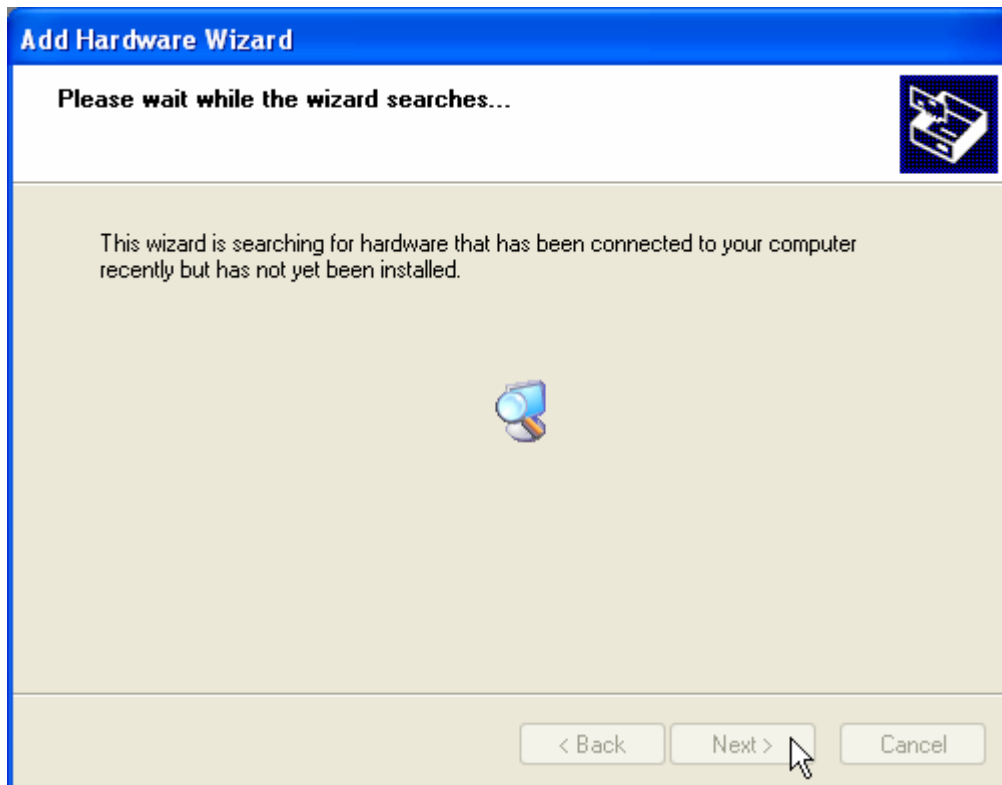 Add Hardware Wizard
Please wait while the wizard searches...
This wizard is searching for hardware that has been connected to your computer
recently but has not yet been installed.
< Back Next > Cancel